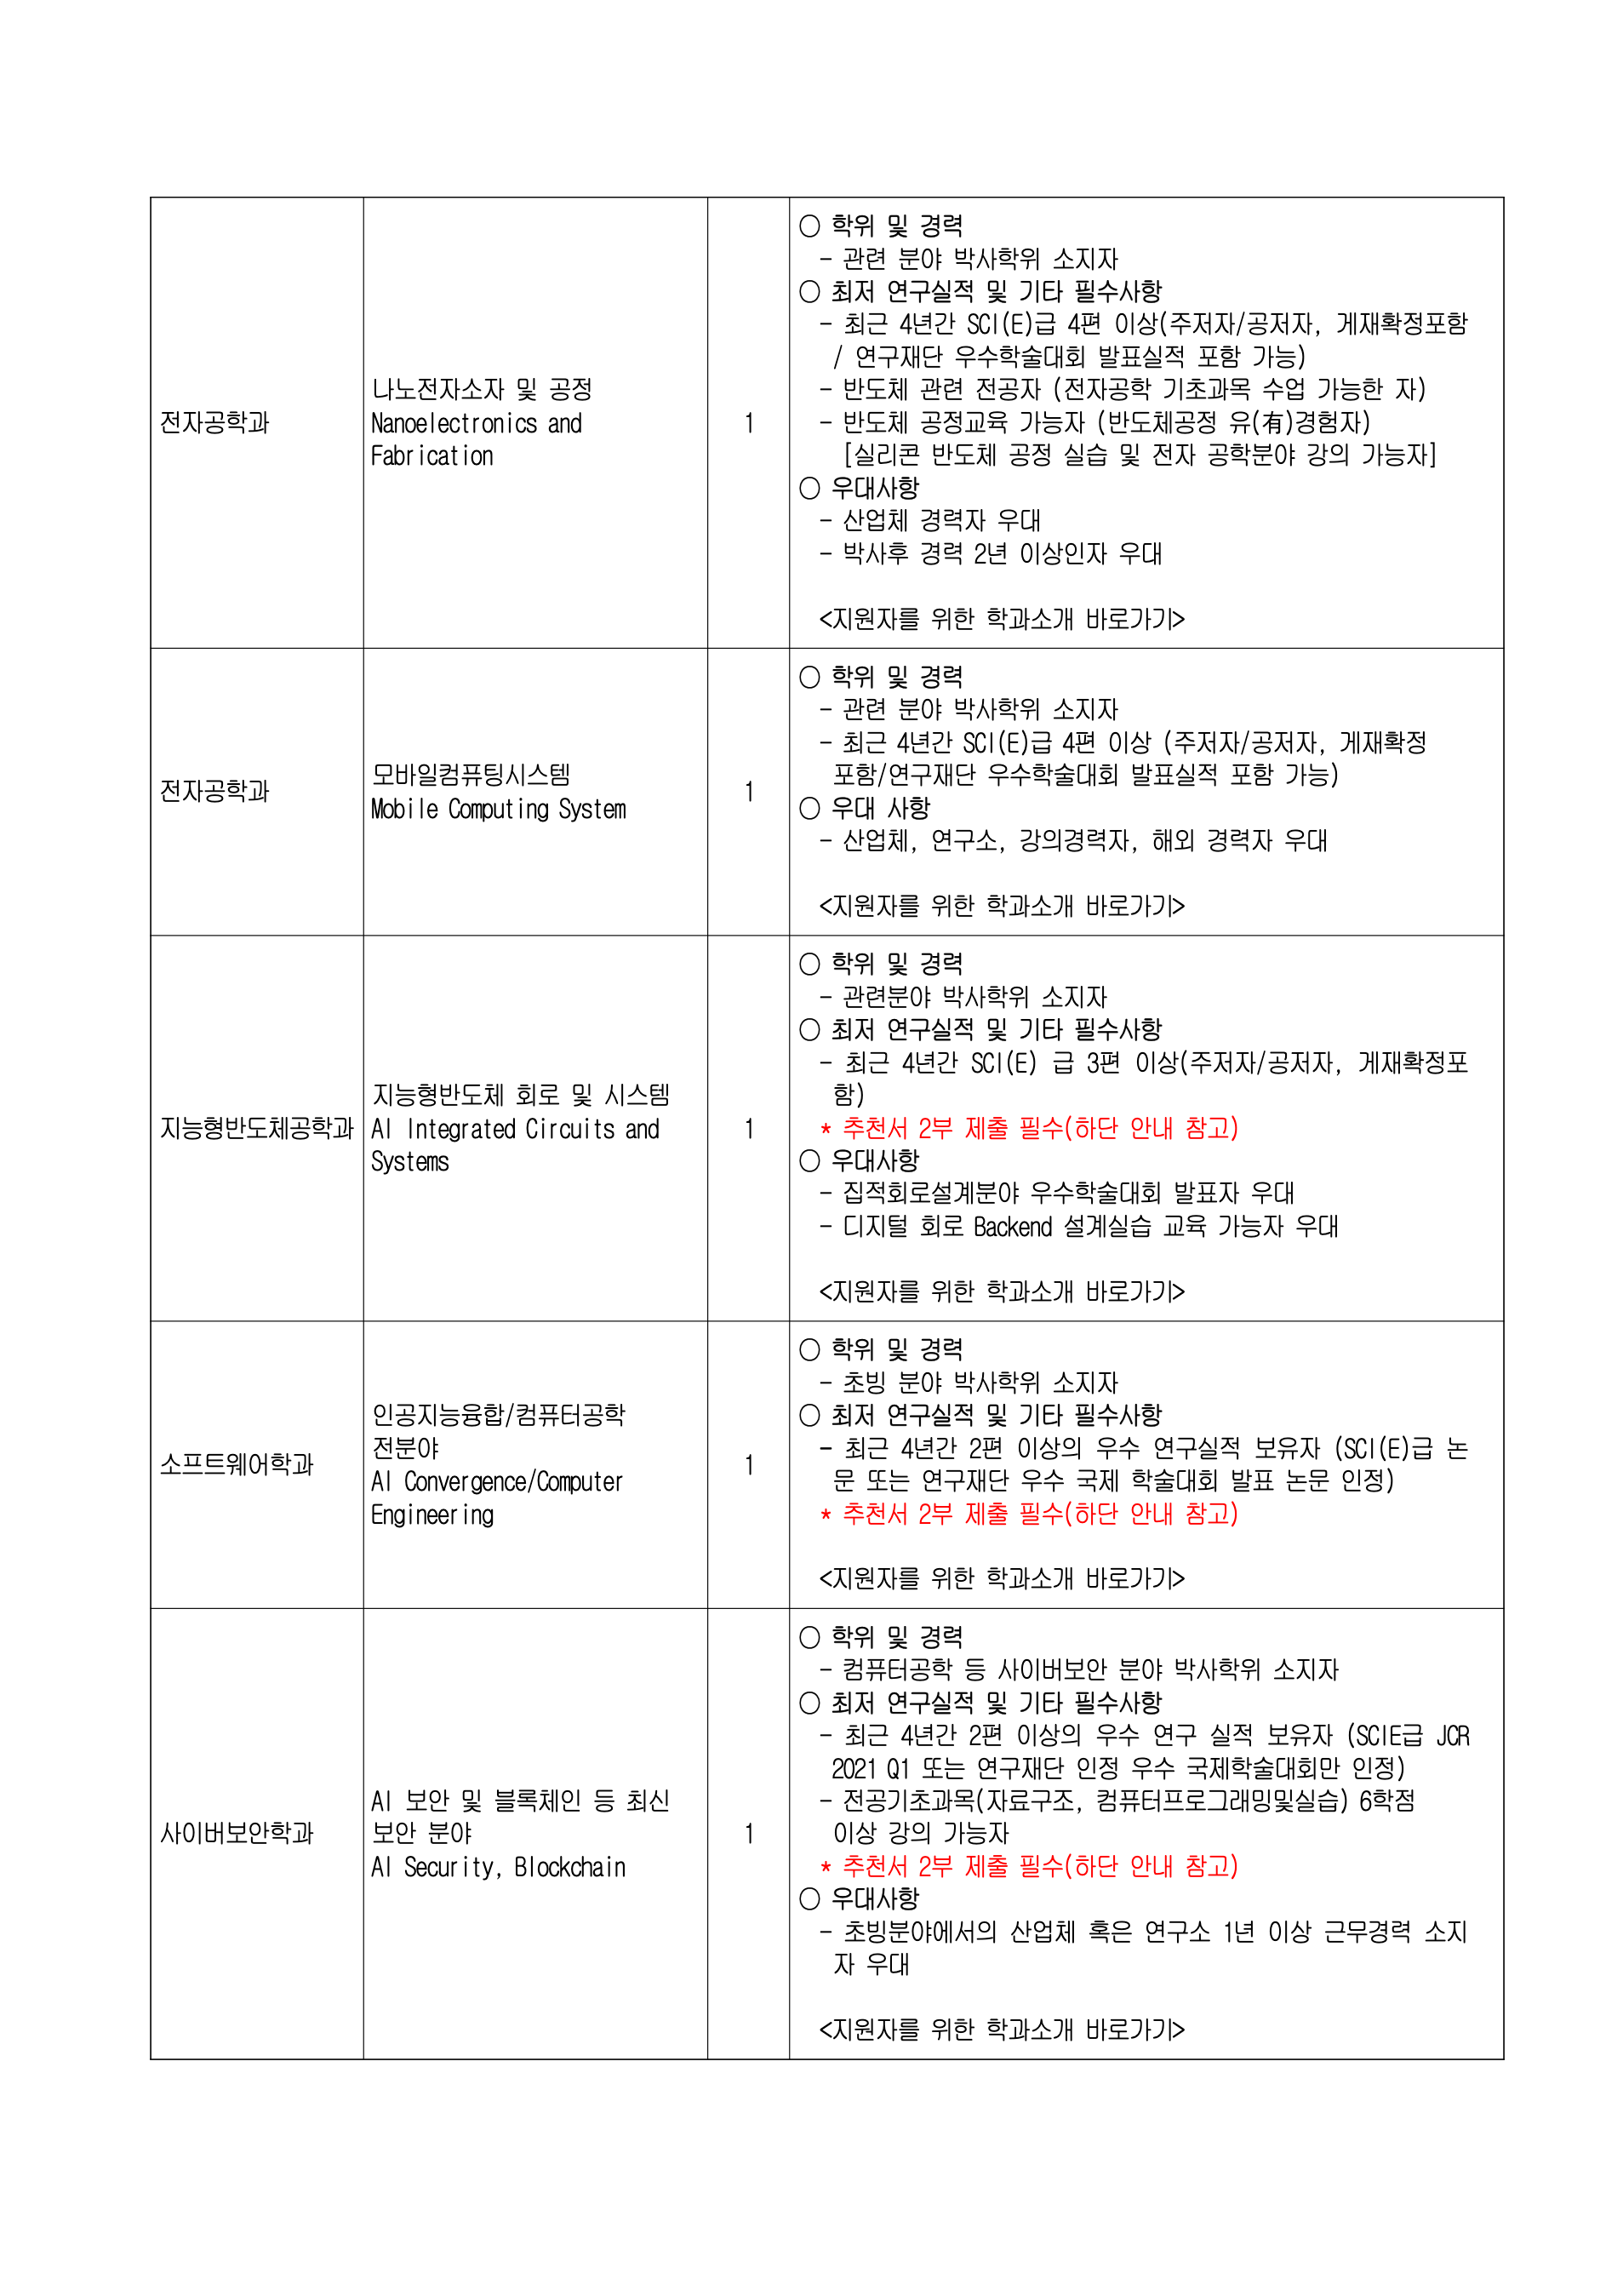 전자공학과
나노전자소자 및 공정
Nanoelectronics and
Fabrication
1
○ 학위 및 경력
- 관련 분야 박사학위 소지자
○ 최저 연구실적 및 기타 필수사항
- 최근 4년간 SCI(E)급 4편 이상(주저자/공저자, 게재확정포함
/ 연구재단 우수학술대회 발표실적 포함 가능)
- 반도체 관련 전공자 (전자공학 기초과목 수업 가능한 자)
- 반도체 공정교육 가능자 (반도체공정 유(有)경험자)
[실리콘 반도체 공정 실습 및 전자 공학분야 강의 가능자]
○ 우대사항
- 산업체 경력자 우대
- 박사후 경력 2년 이상인자 우대
<지원자를 위한 학과소개 바로가기>
전자공학과
모바일컴퓨팅시스템
Mobile Computing System
1
○ 학위 및 경력
- 관련 분야 박사학위 소지자
- 최근 4년간 SCI(E)급 4편 이상 (주저자/공저자, 게재확정
포함/연구재단 우수학술대회 발표실적 포함 가능)
○ 우대 사항
- 산업체, 연구소, 강의경력자, 해외 경력자 우대
<지원자를 위한 학과소개 바로가기>
지능형반도체공학과
지능형반도체 회로 및 시스템
AI Integrated Circuits and
Systems
1
○ 학위 및 경력
- 관련분야 박사학위 소지자
○ 최저 연구실적 및 기타 필수사항
- 최근 4년간 SCI(E) 급 3편 이상(주저자/공저자, 게재확정포
함)
* 추천서 2부 제출 필수(하단 안내 참고)
○ 우대사항
- 집적회로설계분야 우수학술대회 발표자 우대
- 디지털 회로 Backend 설계실습 교육 가능자 우대
<지원자를 위한 학과소개 바로가기>
소프트웨어학과
인공지능융합/컴퓨터공학
전분야
AI Convergence/Computer
Engineering
1
○ 학위 및 경력
- 초빙 분야 박사학위 소지자
○ 최저 연구실적 및 기타 필수사항
- 최근 4년간 2편 이상의 우수 연구실적 보유자 (SCI(E)급 논
문 또는 연구재단 우수 국제 학술대회 발표 논문 인정)
* 추천서 2부 제출 필수(하단 안내 참고)
<지원자를 위한 학과소개 바로가기>
사이버보안학과
AI 보안 및 블록체인 등 최신
보안 분야
AI Security, Blockchain
1
○ 학위 및 경력
- 컴퓨터공학 등 사이버보안 분야 박사학위 소지자
○ 최저 연구실적 및 기타 필수사항
- 최근 4년간 2편 이상의 우수 연구 실적 보유자 (SCIE급 JCR
2021 Q1 또는 연구재단 인정 우수 국제학술대회만 인정)
- 전공기초과목(자료구조, 컴퓨터프로그래밍및실습) 6학점
이상 강의 가능자
* 추천서 2부 제출 필수(하단 안내 참고)
○ 우대사항
- 초빙분야에서의 산업체 혹은 연구소 1년 이상 근무경력 소지
자 우대
<지원자를 위한 학과소개 바로가기>